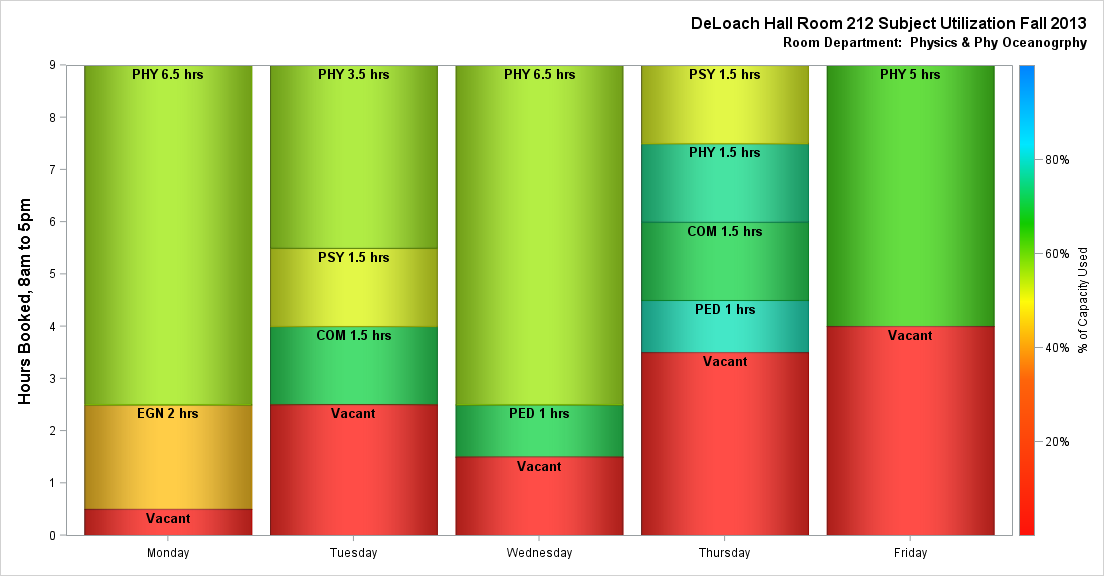 DeLoach Hall Room 212 Subject Utilization Fall 2013
Room Department:  Physics & Phy Oceanogrphy
Hours Booked, 8am to 5pm
9
8
7
6
5
4
3
2
1
0
PHY 6.5 hrs
EGN 2 hrs
Vacant
Monday
PHY 3.5 hrs
PSY 1.5 hrs
COM 1.5 hrs
Vacant
Tuesday
PHY 6.5 hrs
PED 1 hrs
Vacant
Wednesday
PSY 1.5 hrs
PHY 1.5 hrs
COM 1.5 hrs
PED 1 hrs
Vacant
Thursday
PHY 5 hrs
Vacant
Friday
80%
60%
40%
20%
% of Capacity Used